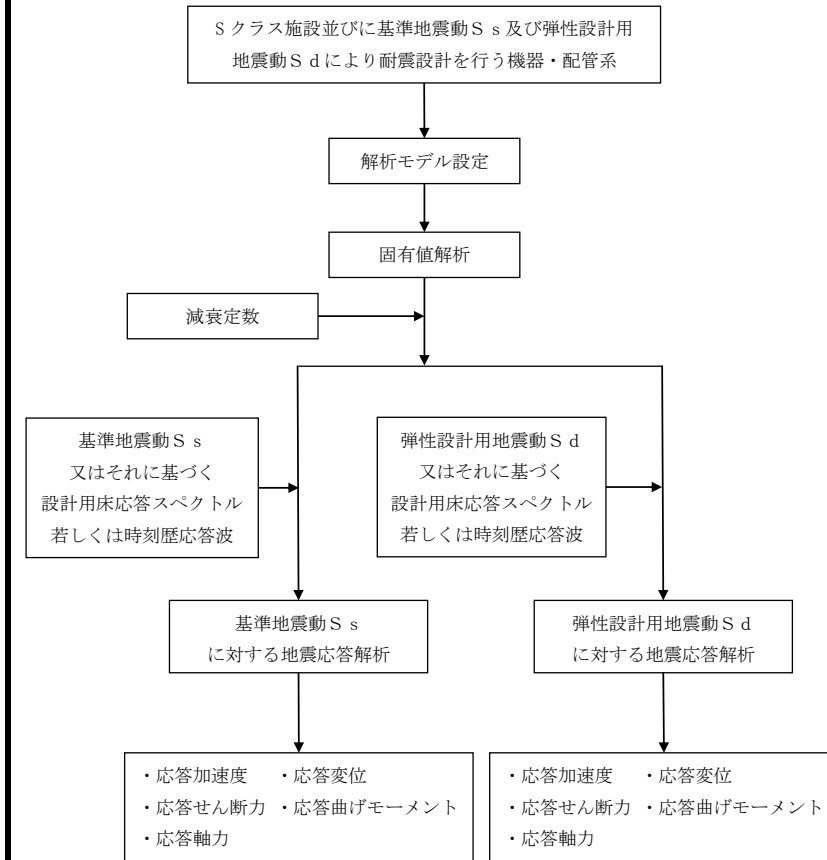 Sクラス施設並びに基準地震動Ｓｓ及び弾性設計用
地震動Ｓｄにより耐震設計を行う機器・配管系
解析モデル設定
固有値解析
減衰定数
基準地震動Ｓｓ
又はそれに基づく
設計用床応答スペクトル
若しくは時刻歴応答波
弾性設計用地震動Ｓｄ
又はそれに基づく
設計用床応答スペクトル
若しくは時刻歴応答波
基準地震動Ｓｓ
に対する地震応答解析
弾性設計用地震動Ｓｄ
に対する地震応答解析
・応答加速度　・応答変位
・応答せん断力　・応答曲げモーメント
・応答軸力
・応答加速度　・応答変位
・応答せん断力　・応答曲げモーメント
・応答軸力